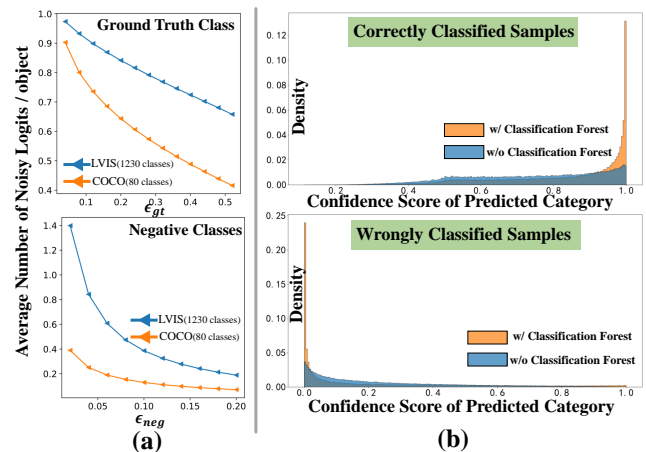 Average Number of Noisy Logits / object
Ground Truth Class
1.0
0.9
0.8
0.7
0.6
0.5
0.4
LVIS(1230 classes)
COCO(80 classes)
0.1 0.2 0.3 0.4 0.5
ϵgt
Negative Classes
1.4
1.2
1.0
0.8
0.6
0.4
0.2
LVIS(1230 classes)
COCO(80 classes)
0.05 0.10 0.15 0.20
ϵneg
(a)
Correctly Classified Samples
Density
0.12
0.10
0.08
0.06
0.04
0.02
0.00
w/ Classification Forest
w/o Classification Forest
0.2 0.4 0.6 0.8 1.0
Confidence Score of Predicted Category
Wrongly Classified Samples
Density
0.25
0.20
0.15
0.10
0.05
0.00
w/ Classification Forest
w/o Classification Forest
0.0 0.2 0.4 0.6 0.8 1.0
Confidence Score of Predicted Category
(b)